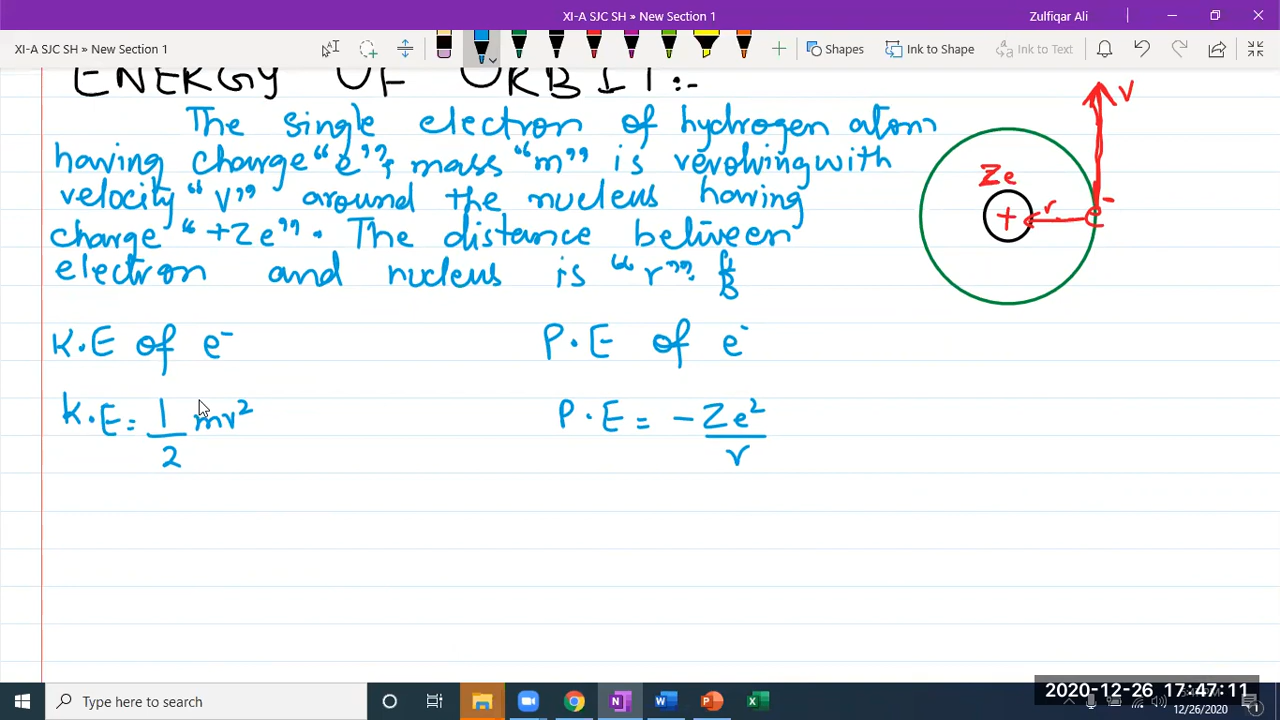 XI-A SJC SH » New Section 1
Zulfiqar Ali
XI-A SJC SH » New Section 1
Shapes
Ink to Shape
Ink to Text
ENERGY OF ORBIT:-
The single electron of hydrogen atom
having charge "e", mass "m" is revolving with
velocity "v" around the nucleus having
charge "+Ze". The distance between
electron and nucleus is "r".
V
Ze
+
r
e-
K.E of e-
P.E of e-
K.E = 1/2 mv²
P.E = -Ze²/r
Type here to search
2020-12-26 17:47:11
12/26/2020